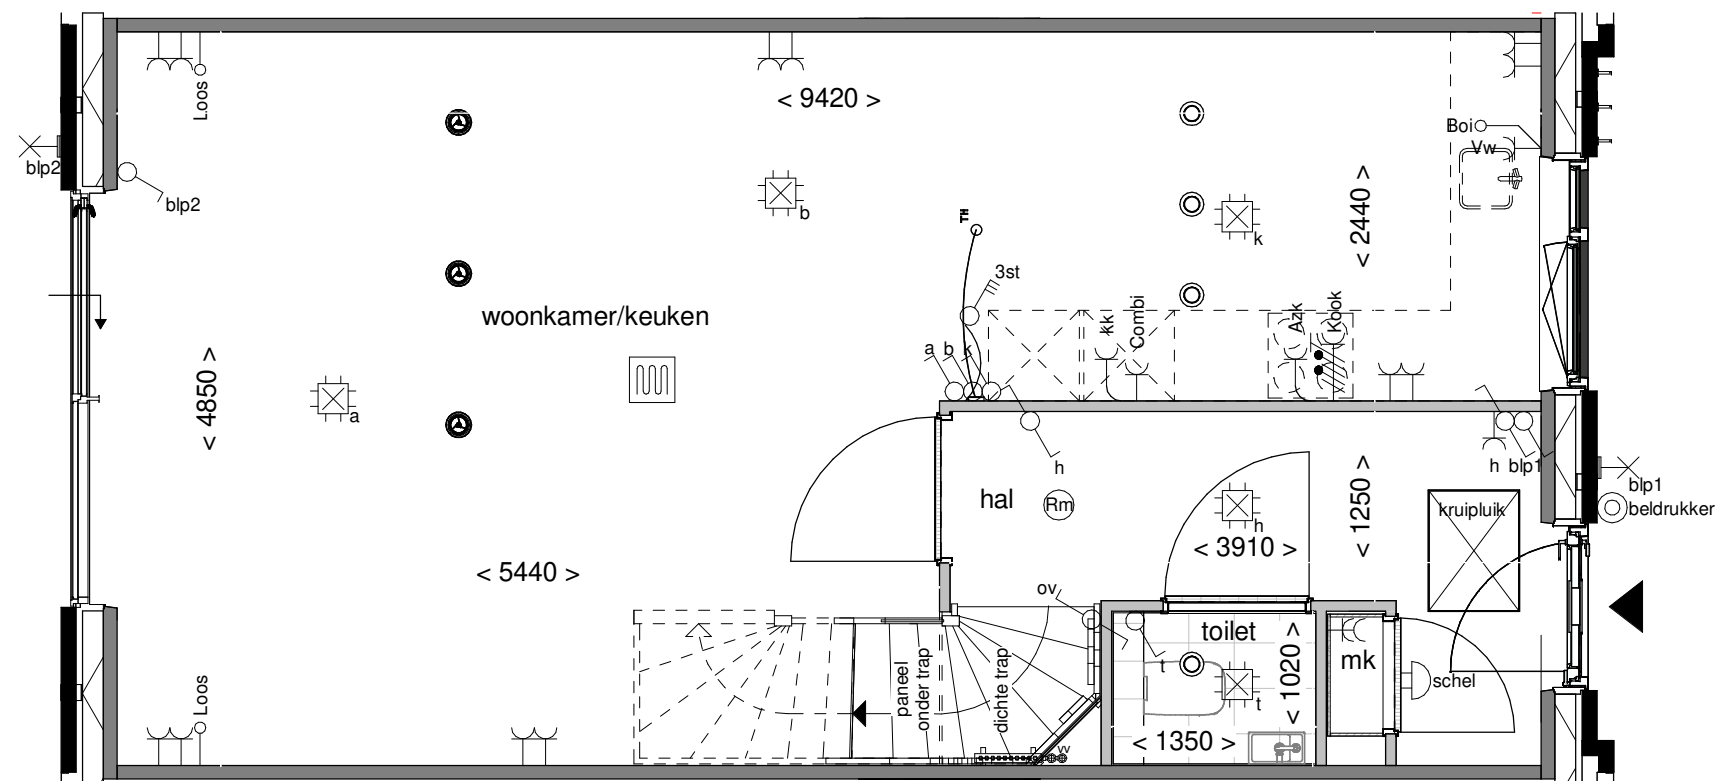 Loos
< 9420 >
Boi
Vw
blp2
blp2
b
k
< 2440 >
TH
3st
woonkamer/keuken
kk
Combi
Azk
Kook
a
b
k
< 4850 >
a
h
h
blp1
hal
Rm
h
< 1250 >
kruipluik
blp1
beldrukker
< 3910 >
< 5440 >
ov
toilet
t
mk
< 1020 >
schel
t
paneel
onder trap
dichte trap
Loos
< 1350 >
vv